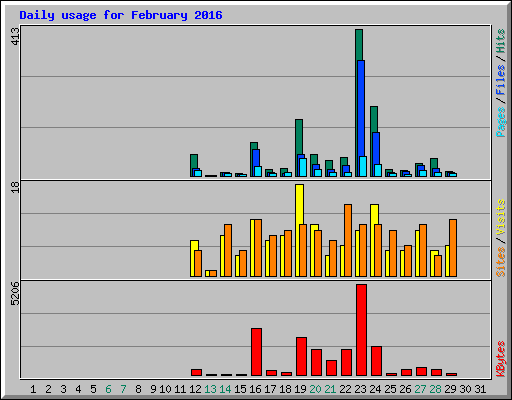 Daily usage for February 2016
413
Pages / Files / Hits
18
Sites / Visits
5206
KBytes
1 2 3 4 5 6 7 8 9 10 11 12 13 14 15 16 17 18 19 20 21 22 23 24 25 26 27 28 29 30 31